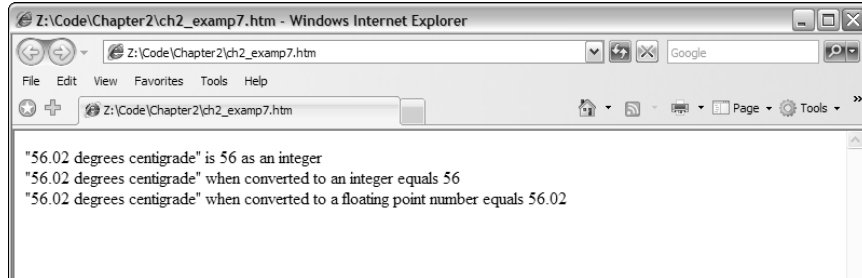 Z:\Code\Chapter2\ch2_examp7.htm - Windows Internet Explorer
Z:\Code\Chapter2\ch2_examp7.htm
Google
File Edit View Favorites Tools Help
Z:\Code\Chapter2\ch2_examp7.htm
Page Tools »
"56.02 degrees centigrade" is 56 as an integer
"56.02 degrees centigrade" when converted to an integer equals 56
"56.02 degrees centigrade" when converted to a floating point number equals 56.02